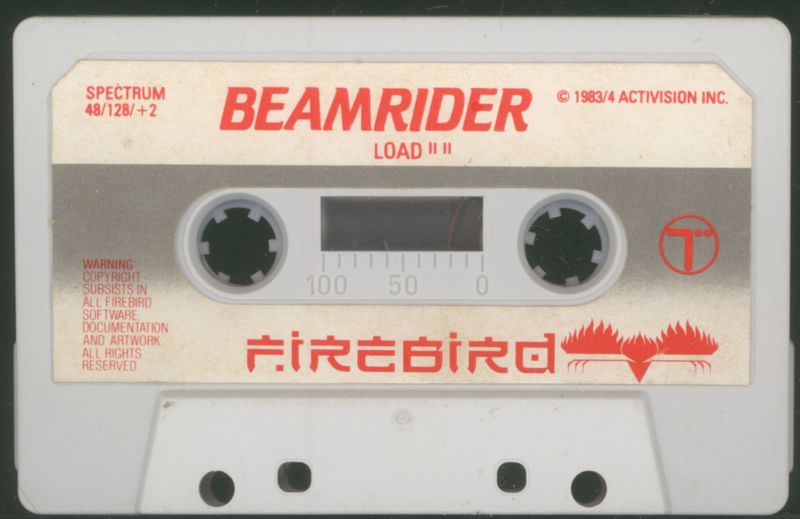 SPECTRUM
48/128/+2
BEAMRIDER
LOAD " "
© 1983/4 ACTIVISION INC.
100 50 0
WARNING
COPYRIGHT
SUBSISTS IN
ALL FIREBIRD
SOFTWARE,
DOCUMENTATION
AND ARTWORK
ALL RIGHTS
RESERVED
FIREBIRD